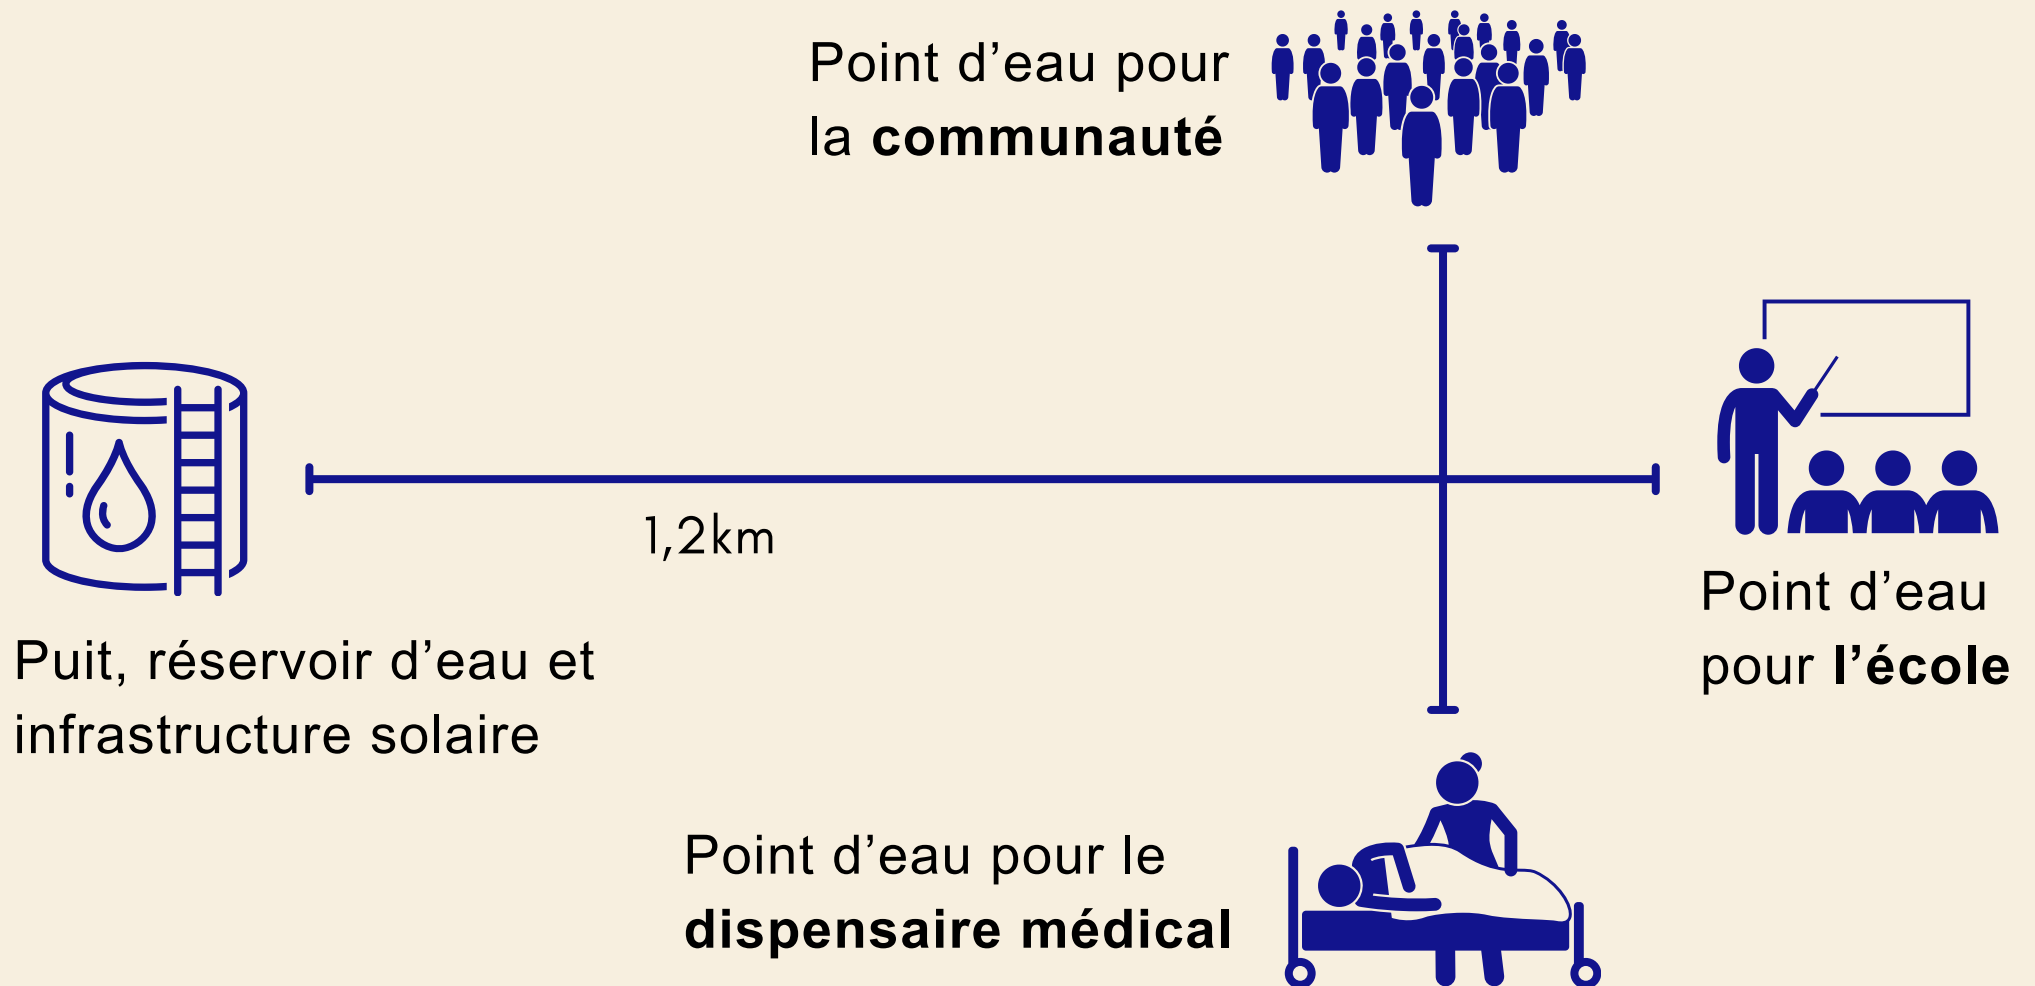 Point d’eau pour
la communauté
1,2km
Point d’eau
pour l’école
Puit, réservoir d’eau et
infrastructure solaire
Point d’eau pour le
dispensaire médical